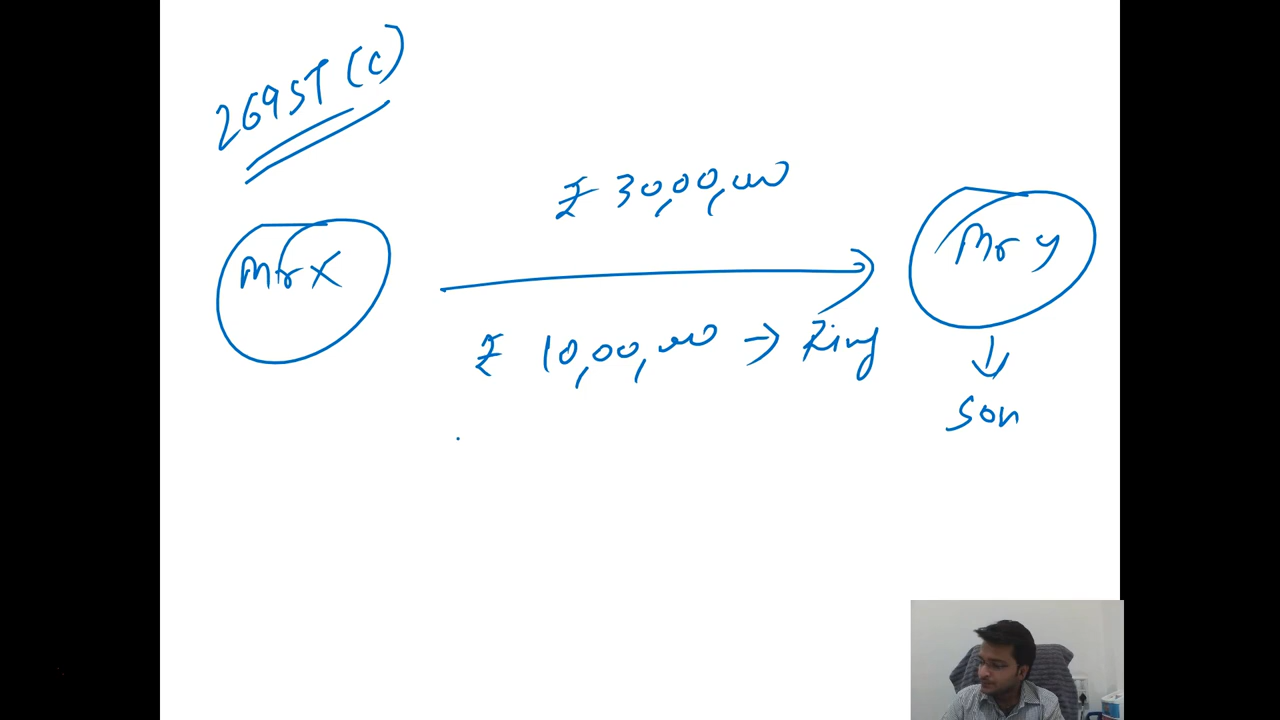 269ST (C)
₹ 30,00,000
Mr X
Mr y
₹ 10,00,000 → Ring
Son